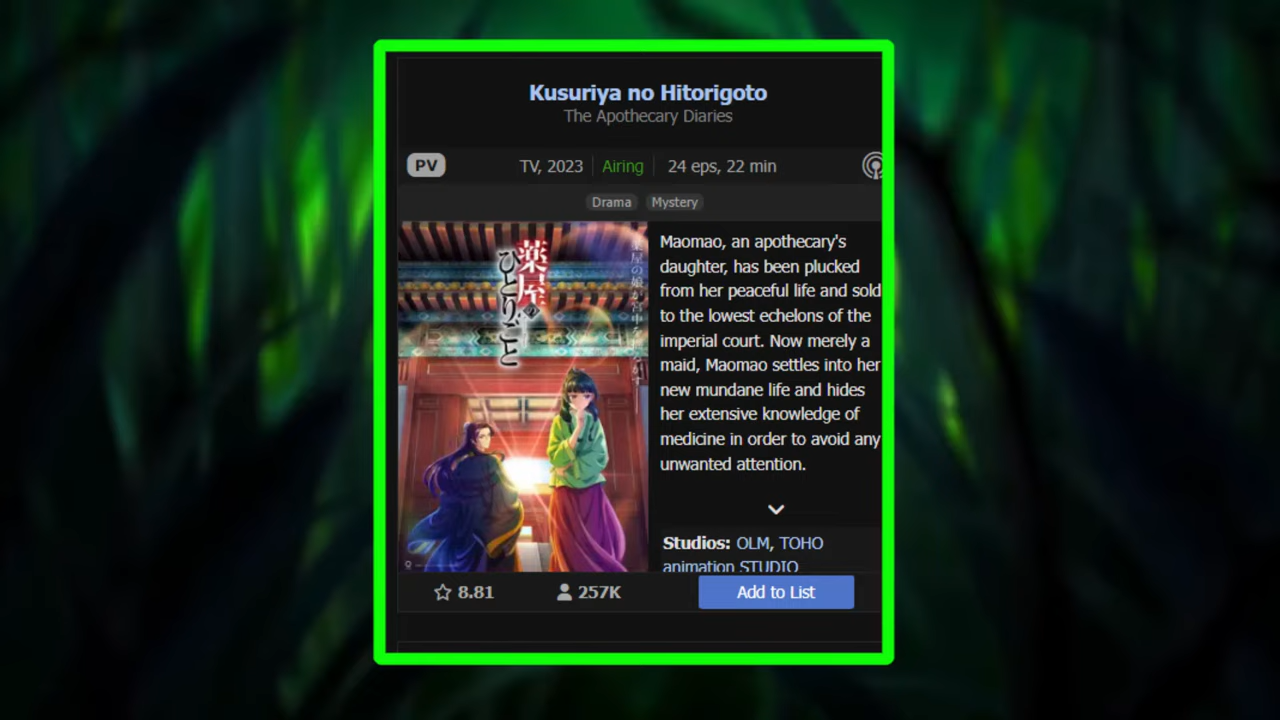 Kusuriya no Hitorigoto
The Apothecary Diaries
PV
TV, 2023
Airing
24 eps, 22 min
Drama
Mystery
薬屋の
ひとりごと
Maomao, an apothecary's
daughter, has been plucked
from her peaceful life and sold
to the lowest echelons of the
imperial court. Now merely a
maid, Maomao settles into her
new mundane life and hides
her extensive knowledge of
medicine in order to avoid any
unwanted attention.
Studios: OLM, TOHO
animation STUDIO
8.81
257K
Add to List